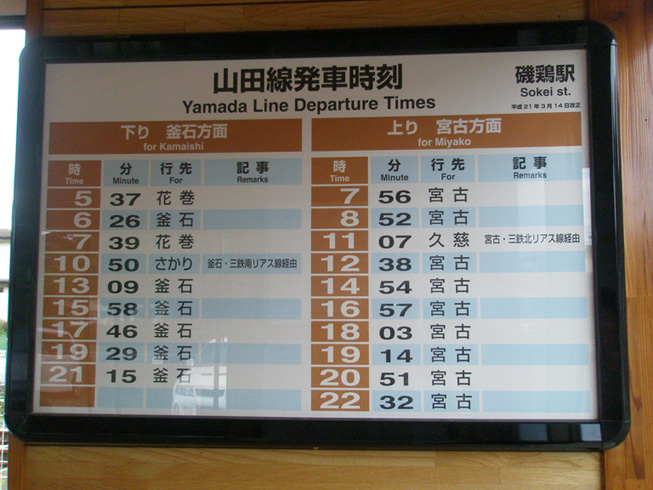 山田線発車時刻
Yamada Line Departure Times
磯鶏駅
Sokei st.
平成21年3月14日改正
下り 釜石方面
for Kamaishi
時 分 行先 記事
Time Minute For Remarks
5 37 花巻
6 26 釜石
7 39 花巻
10 50 さかり 釜石・三鉄南リアス線経由
13 09 釜石
15 58 釜石
17 46 釜石
19 29 釜石
21 15 釜石
上り 宮古方面
for Miyako
時 分 行先 記事
Time Minute For Remarks
7 56 宮古
8 52 宮古
11 07 久慈 宮古・三鉄北リアス線経由
12 38 宮古
14 54 宮古
16 57 宮古
18 03 宮古
19 14 宮古
20 51 宮古
22 32 宮古